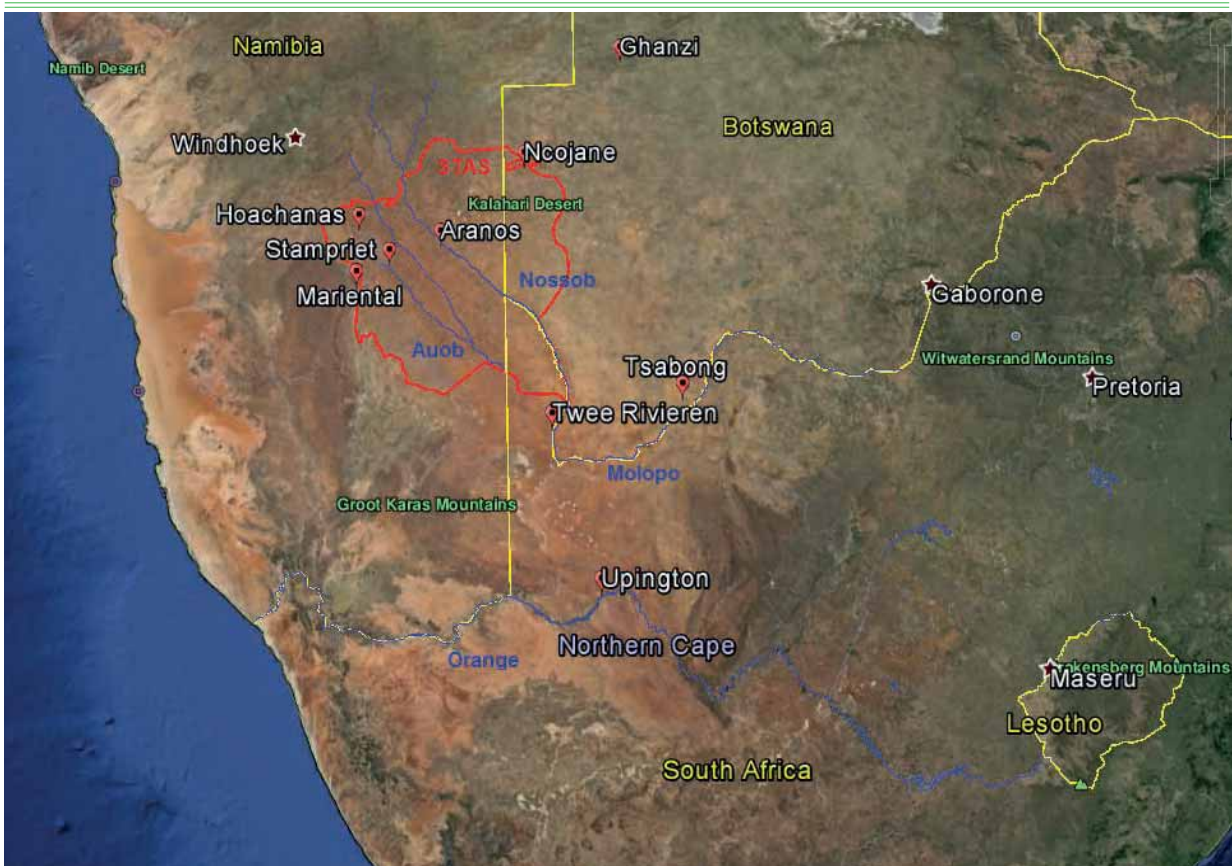 Namibia
Ghanzi
Namib Desert
Botswana
Windhoek
Ncojane
STAS
Kalahari Desert
Hoachanas
Aranos
Stampriet
Nossob
Mariental
Gaborone
Auob
Witwatersrand Mountains
Tsabong
Pretoria
Twee Rivieren
Molopo
Groot Karas Mountains
Upington
Northern Cape
Orange
Maseru
Mountains
Lesotho
South Africa